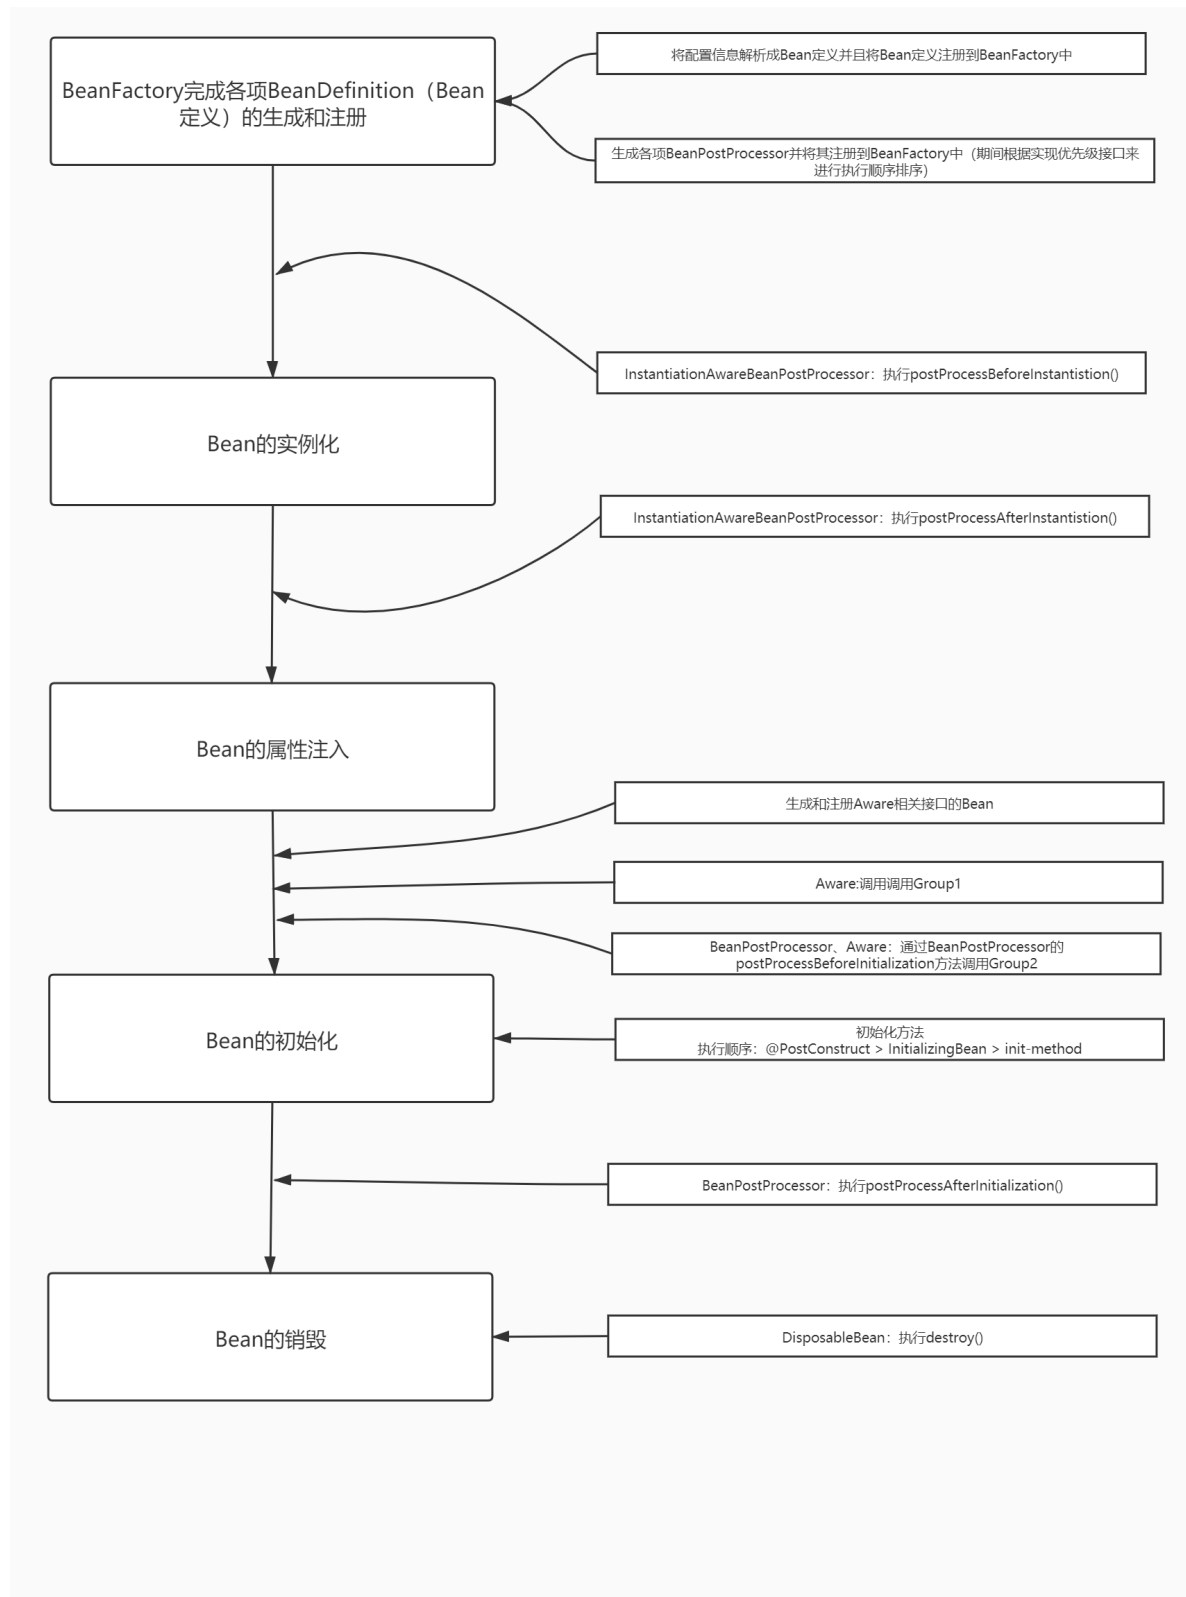 BeanFactory完成各项BeanDefinition（Bean
定义）的生成和注册
将配置信息解析成Bean定义并且将Bean定义注册到BeanFactory中
生成各项BeanPostProcessor并将其注册到BeanFactory中（期间根据实现优先级接口来
进行执行顺序排序）
InstantiationAwareBeanPostProcessor：执行postProcessBeforeInstantistion()
Bean的实例化
InstantiationAwareBeanPostProcessor：执行postProcessAfterInstantistion()
Bean的属性注入
生成和注册Aware相关接口的Bean
Aware:调用调用Group1
BeanPostProcessor、Aware：通过BeanPostProcessor的
postProcessBeforeInitialization方法调用Group2
Bean的初始化
初始化方法
执行顺序：@PostConstruct > InitializingBean > init-method
BeanPostProcessor：执行postProcessAfterInitialization()
Bean的销毁
DisposableBean：执行destroy()